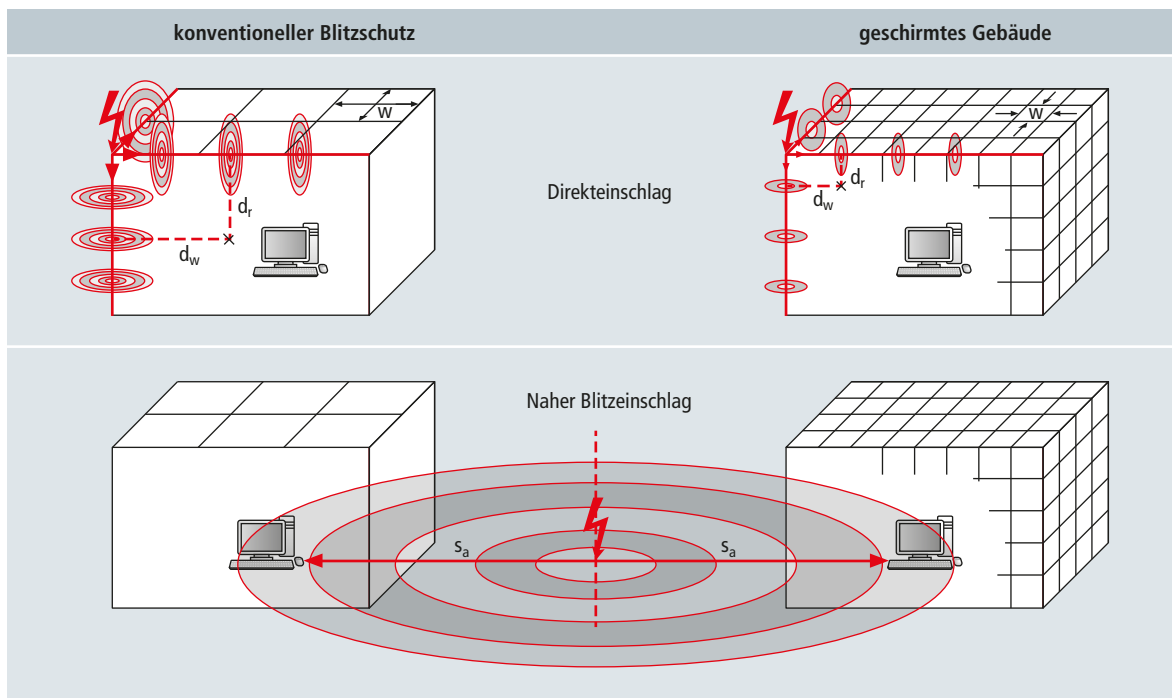 konventioneller Blitzschutz
geschirmtes Gebäude
w
w
Direkteinschlag
dr
dw
dr
dw
Naher Blitzeinschlag
sa
sa